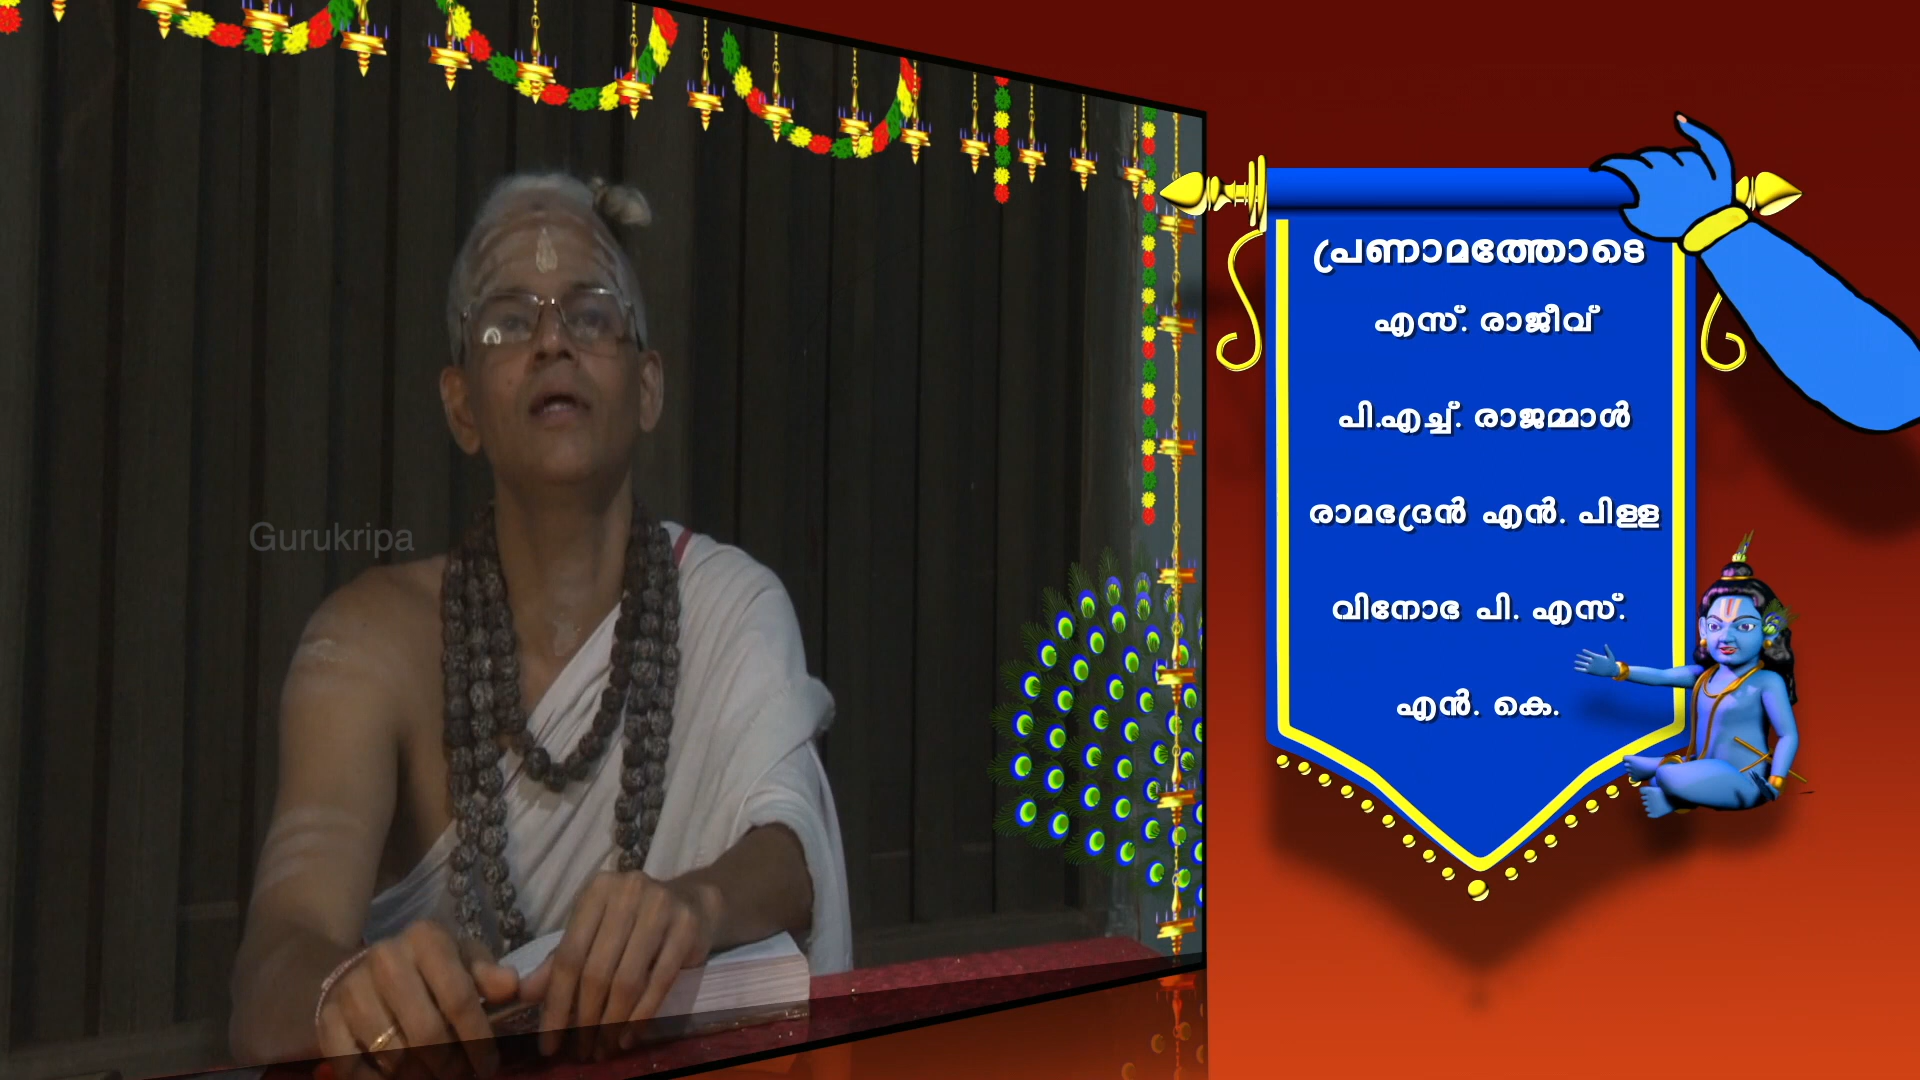 Gurukripa
പ്രണാമത്തോടെ
എസ്. രാജീവ്
പി.എച്ച്. രാജമ്മാൾ
രാമഭദ്രൻ എൻ. പിള്ള
വിനോഭ പി. എസ്.
എൻ. കെ.